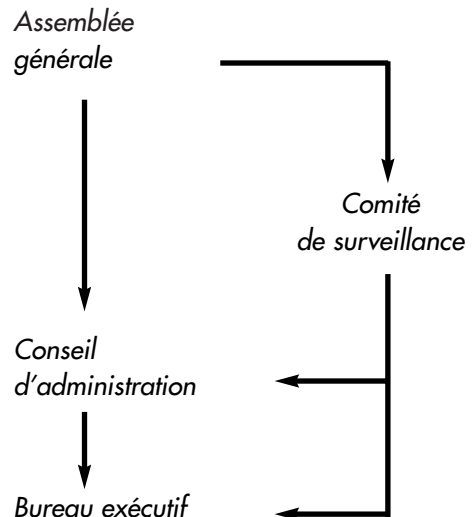 Assemblée
générale
Comité
de surveillance
Conseil
d’administration
Bureau exécutif